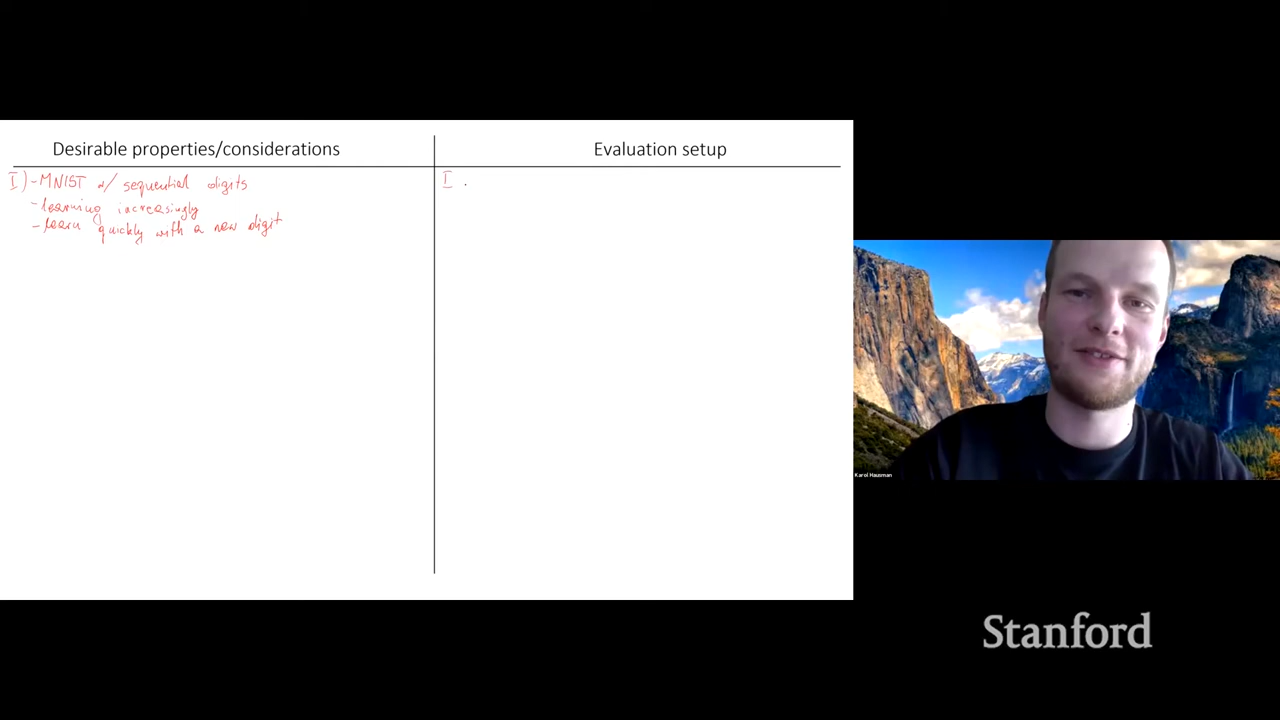 Desirable properties/considerations
Evaluation setup
I) - MNIST w/ sequential digits
- learning increasingly
- learn quickly with a new digit
I .
Karol Hausman
Stanford